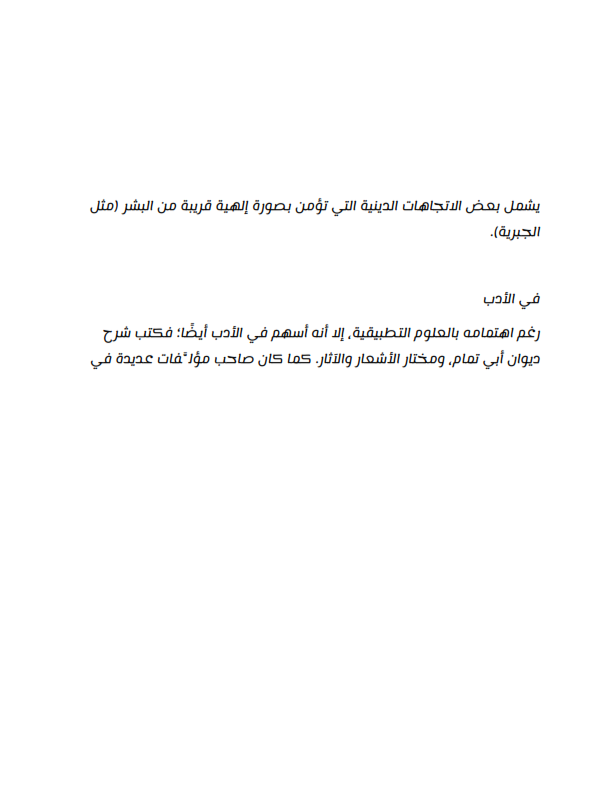 يشمل بعض الاتجاهات الدينية التي تؤمن بصورة إلهية قريبة من البشر (مثل
الجبرية).
في الأدب
رغم اهتمامه بالعلوم التطبيقية، إلا أنه أسهم في الأدب أيضًا؛ فكتب شرح
ديوان أبي تمام، ومختار الأشعار والآثار. كما كان صاحب مؤلَّفات عديدة في